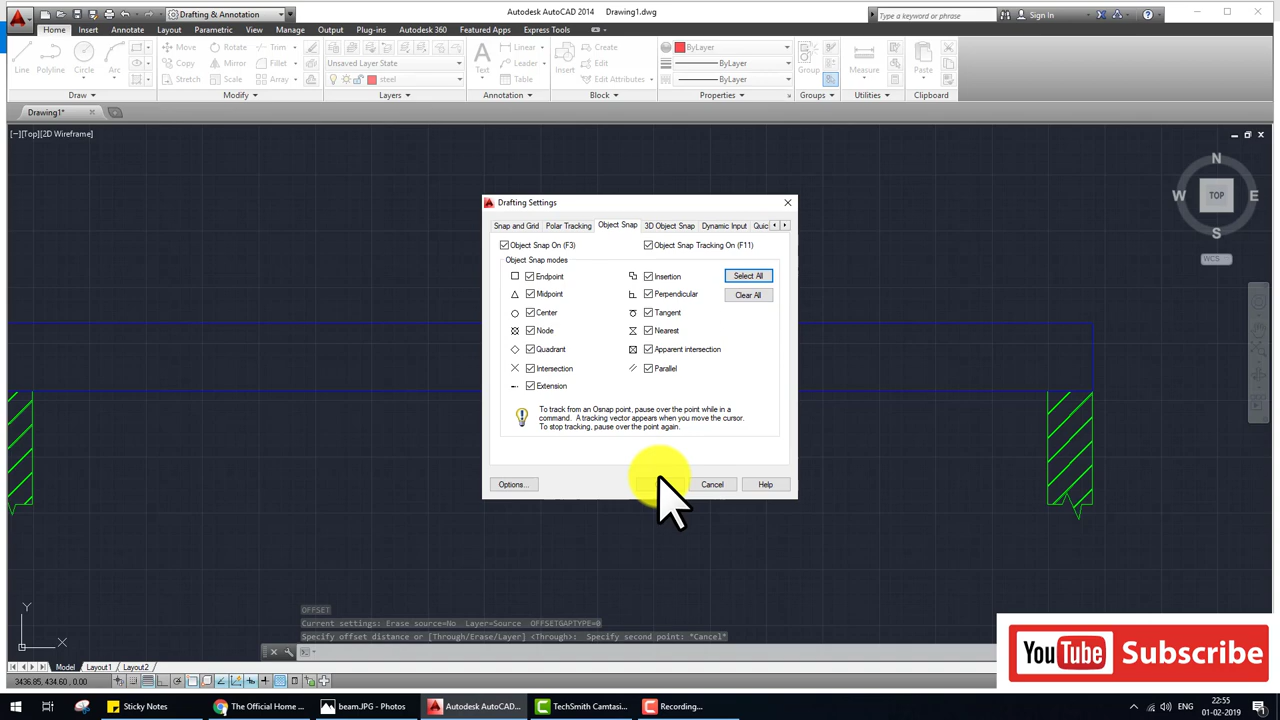 Drafting & Annotation
Autodesk AutoCAD 2014 Drawing1.dwg
Type a keyword or phrase
Sign In
Home Insert Annotate Layout Parametric View Manage Output Plug-ins Autodesk 360 Featured Apps Express Tools
Line Polyline Circle Arc
Move Rotate Trim
Copy Mirror Fillet
Stretch Scale Array
Unsaved Layer State
steel
Text
Linear
Leader
Table
Insert
Create
Edit
Edit Attributes
ByLayer
ByLayer
ByLayer
Group
Measure
Paste
Draw Modify Layers Annotation Block Properties Groups Utilities Clipboard
Drawing1*
[−][Top][2D Wireframe]
N
W TOP E
S
WCS
Drafting Settings
Snap and Grid Polar Tracking Object Snap 3D Object Snap Dynamic Input Quic
Object Snap On (F3) Object Snap Tracking On (F11)
Object Snap modes
Endpoint Insertion Select All
Midpoint Perpendicular Clear All
Center Tangent
Node Nearest
Quadrant Apparent intersection
Intersection Parallel
Extension
To track from an Osnap point, pause over the point while in a
command. A tracking vector appears when you move the cursor.
To stop tracking, pause over the point again.
Options... Cancel Help
Y
X
OFFSET
Current settings: Erase source=No Layer=Source OFFSETGAPTYPE=0
Specify offset distance or [Through/Erase/Layer] <Through>: Specify second point: *Cancel*
YouTube Subscribe
Model Layout1 Layout2
3436.85, 434.60, 0.00
Sticky Notes
The Official Home ...
beam.JPG - Photos
Autodesk AutoCAD...
TechSmith Camtasi...
Recording...
ENG
22:55
01-02-2019